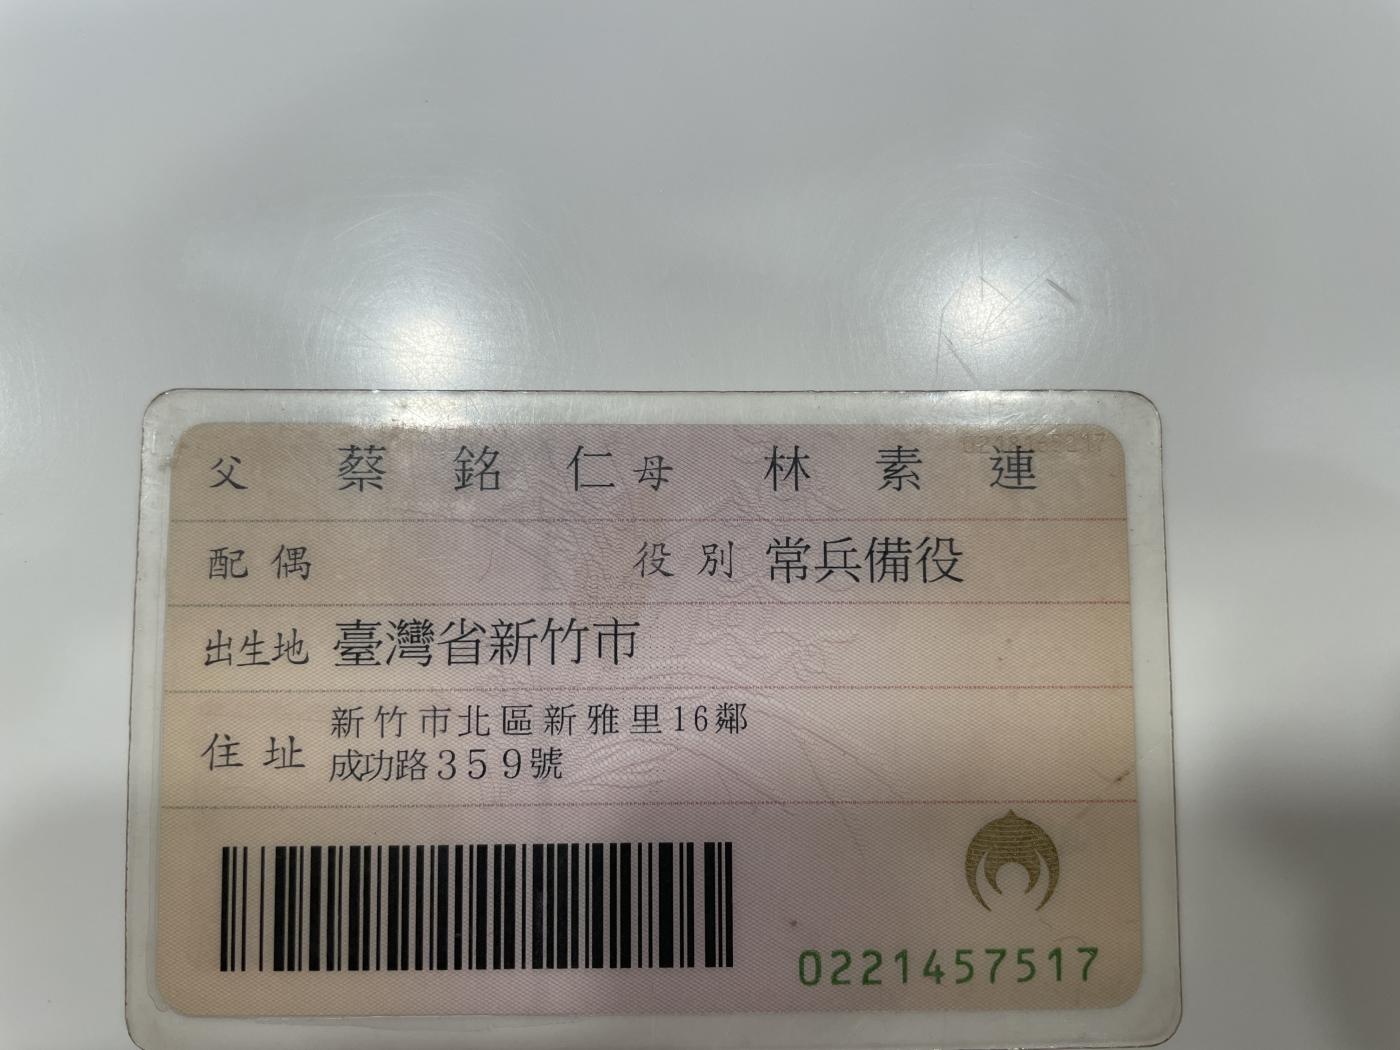 父 蔡銘仁 母 林素連
配偶 役別 常兵備役
出生地 臺灣省新竹市
住址 新竹市北區新雅里16鄰
成功路359號
0221457517